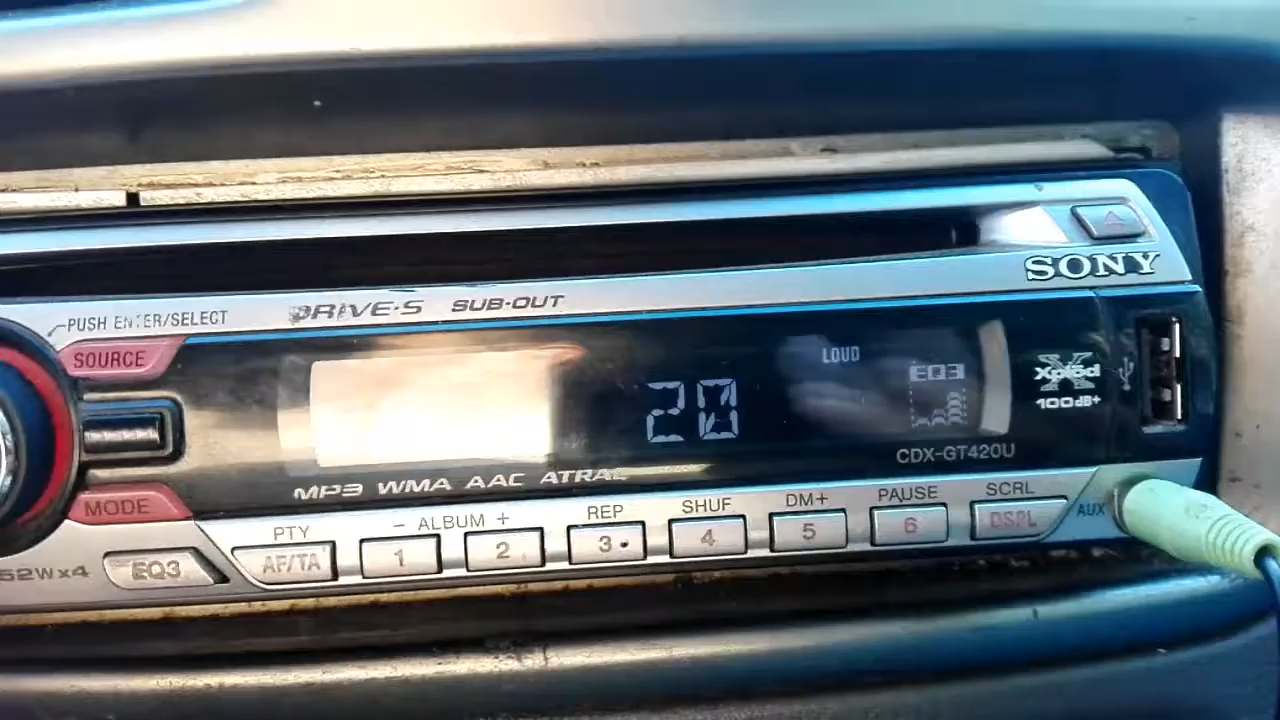 DRIVE·S SUB-OUT
SONY
PUSH ENTER/SELECT
SOURCE
LOUD
EQ3
Xplod
100dB+
20
CDX-GT420U
MP3 WMA AAC ATRAC
MODE
PTY
- ALBUM +
REP
SHUF
DM+
PAUSE
SCRL
AUX
52Wx4
EQ3
AF/TA
1
2
3
4
5
6
DSPL